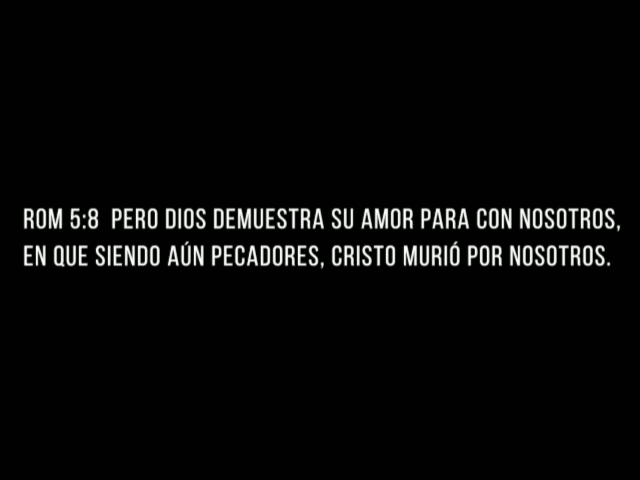 ROM 5:8  PERO DIOS DEMUESTRA SU AMOR PARA CON NOSOTROS,
EN QUE SIENDO AÚN PECADORES, CRISTO MURIÓ POR NOSOTROS.